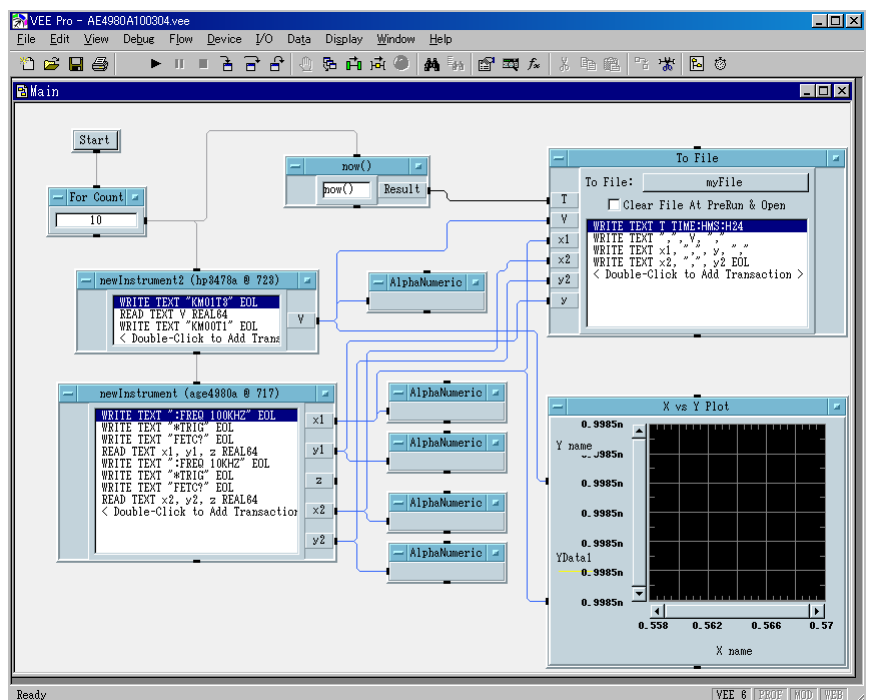 VEE Pro - AE4980A100304.vee
File Edit View Debug Flow Device I/O Data Display Window Help
Main
Start
For Count
10
now()
now() Result
To File
To File: myFile
Clear File At PreRun & Open
T
V
x1
x2
y2
y
WRITE TEXT T TIME:HMS:H24
WRITE TEXT ",", V, ","
WRITE TEXT x1, ",", y, ","
WRITE TEXT x2, ",", y2 EOL
< Double-Click to Add Transaction >
newInstrument2 (hp3478a @ 723)
WRITE TEXT "KM01T3" EOL
READ TEXT V REAL64
WRITE TEXT "KM00T1" EOL
< Double-Click to Add Trans
V
AlphaNumeric
newInstrument (age4980a @ 717)
WRITE TEXT ":FREQ 100KHZ" EOL
WRITE TEXT "*TRIG" EOL
WRITE TEXT "FETC?" EOL
READ TEXT x1, y1, z REAL64
WRITE TEXT ":FREQ 10KHZ" EOL
WRITE TEXT "*TRIG" EOL
WRITE TEXT "FETC?" EOL
READ TEXT x2, y2, z REAL64
< Double-Click to Add Transaction
x1
y1
z
x2
y2
AlphaNumeric
AlphaNumeric
AlphaNumeric
AlphaNumeric
X vs Y Plot
0.9985n
Y name
0.9985n
0.9985n
0.9985n
0.9985n
YData1
0.9985n
0.9985n
0.558 0.562 0.566 0.57
X name
Ready
VEE 6 PROF MOD WEB